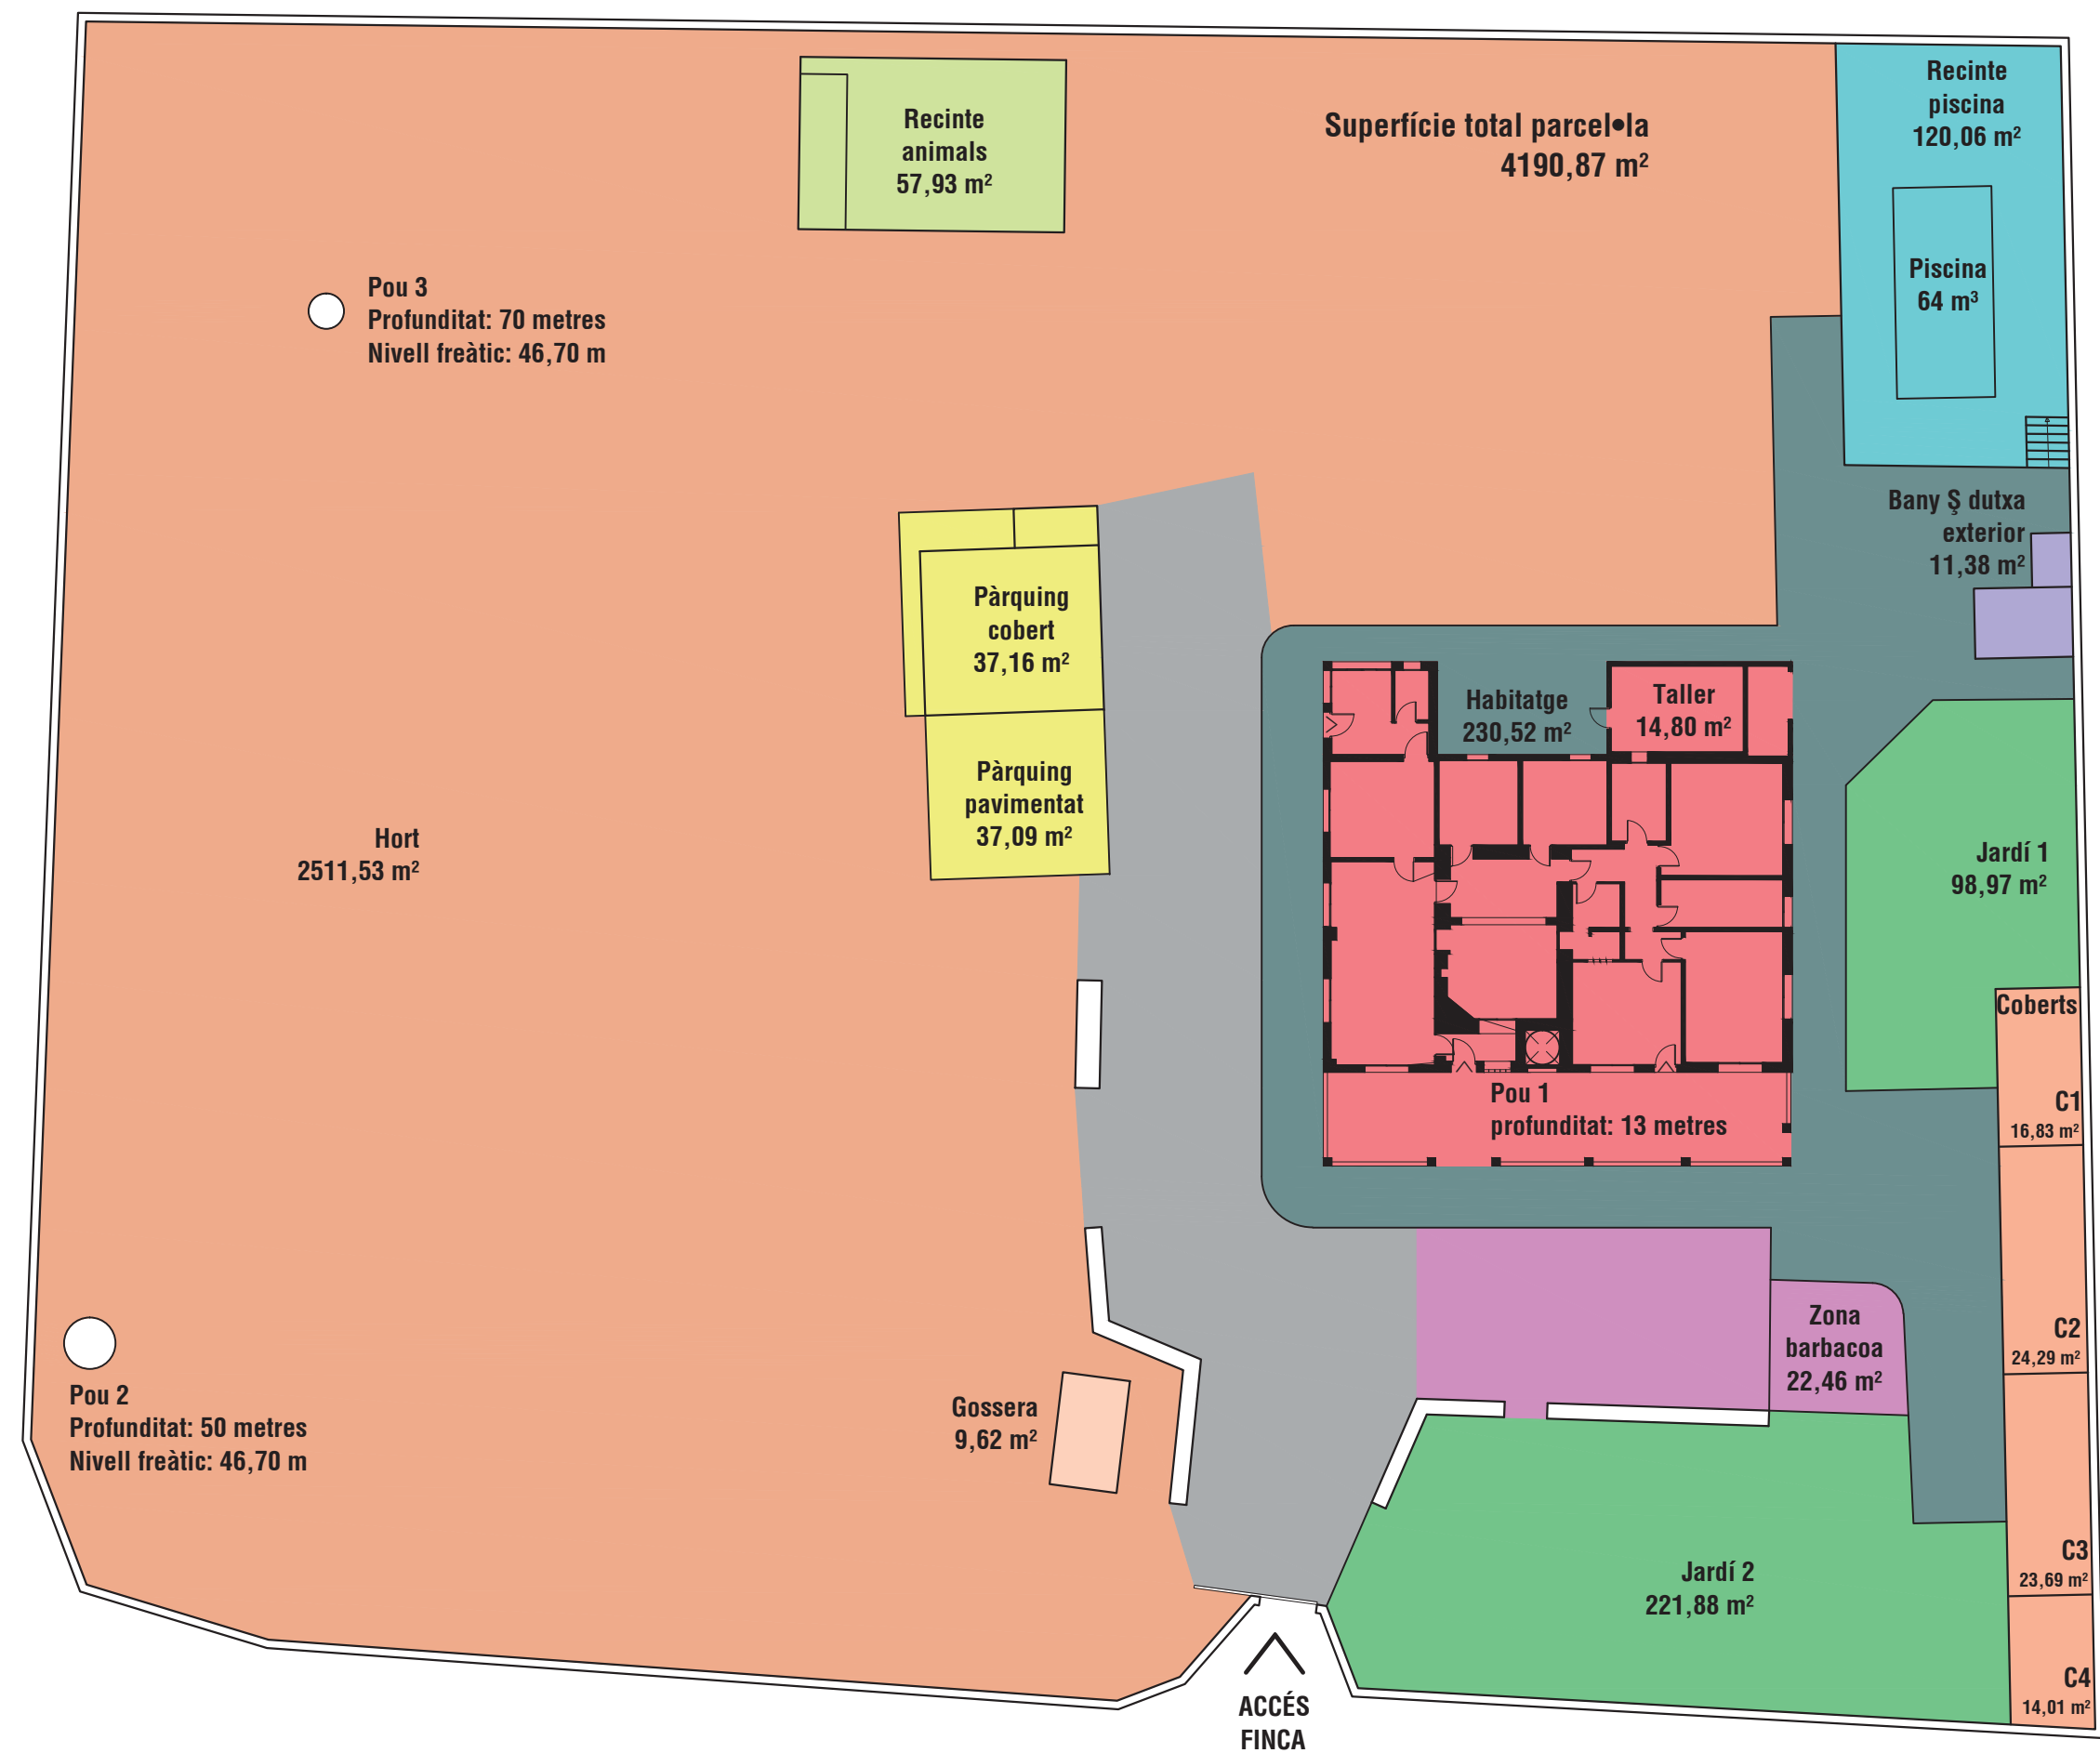 Recinte
animals
57,93 m²
Superfície total parcel•la
4190,87 m²
Recinte
piscina
120,06 m²
Piscina
64 m³
Pou 3
Profunditat: 70 metres
Nivell freàtic: 46,70 m
Bany Ş dutxa
exterior
11,38 m²
Pàrquing
cobert
37,16 m²
Pàrquing
pavimentat
37,09 m²
Habitatge
230,52 m²
Taller
14,80 m²
Hort
2511,53 m²
Jardí 1
98,97 m²
Coberts
C1
16,83 m²
Pou 1
profunditat: 13 metres
C2
24,29 m²
Zona
barbacoa
22,46 m²
Pou 2
Profunditat: 50 metres
Nivell freàtic: 46,70 m
Gossera
9,62 m²
C3
23,69 m²
Jardí 2
221,88 m²
C4
14,01 m²
ACCÉS
FINCA